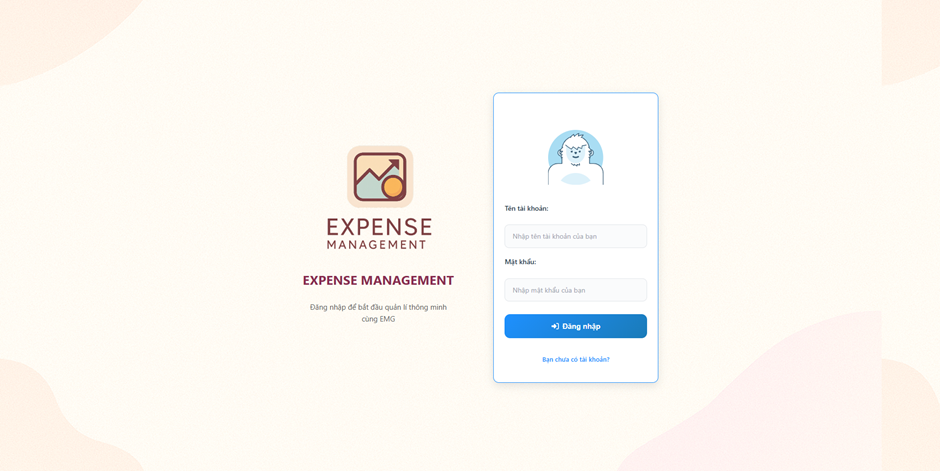 EXPENSE
MANAGEMENT
EXPENSE MANAGEMENT
Đăng nhập để bắt đầu quản lí thông minh
cùng EMG
Tên tài khoản:
Nhập tên tài khoản của bạn
Mật khẩu:
Nhập mật khẩu của bạn
Đăng nhập
Bạn chưa có tài khoản?